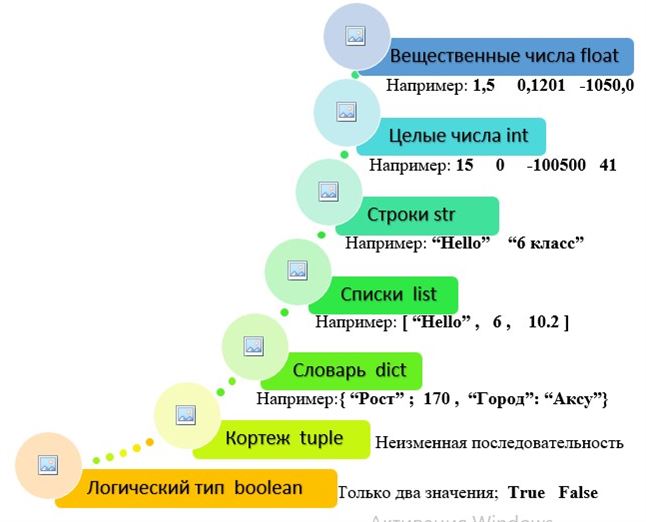 Вещественные числа float
Например: 1,5 0,1201 -1050,0
Целые числа int
Например: 15 0 -100500 41
Строки str
Например: “Hello” “6 класс”
Списки list
Например: [ “Hello” , 6 , 10.2 ]
Словарь dict
Например:{ “Рост” ; 170 , “Город”: “Аксу”}
Кортеж tuple
Неизменная последовательность
Логический тип boolean
Только два значения; True False
Активация Windows